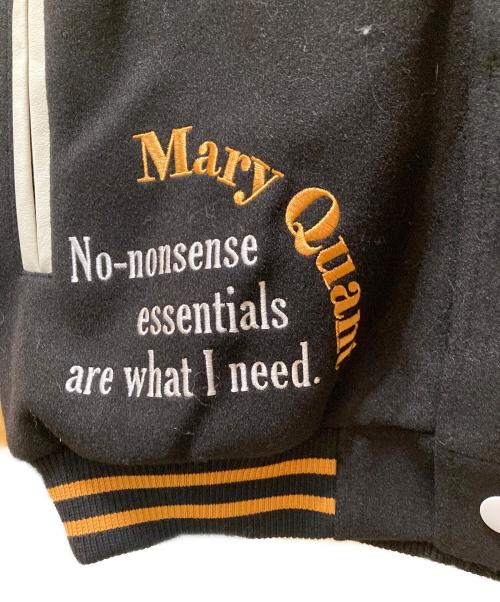 Mary Quant
No-nonsense
essentials
are what I need.